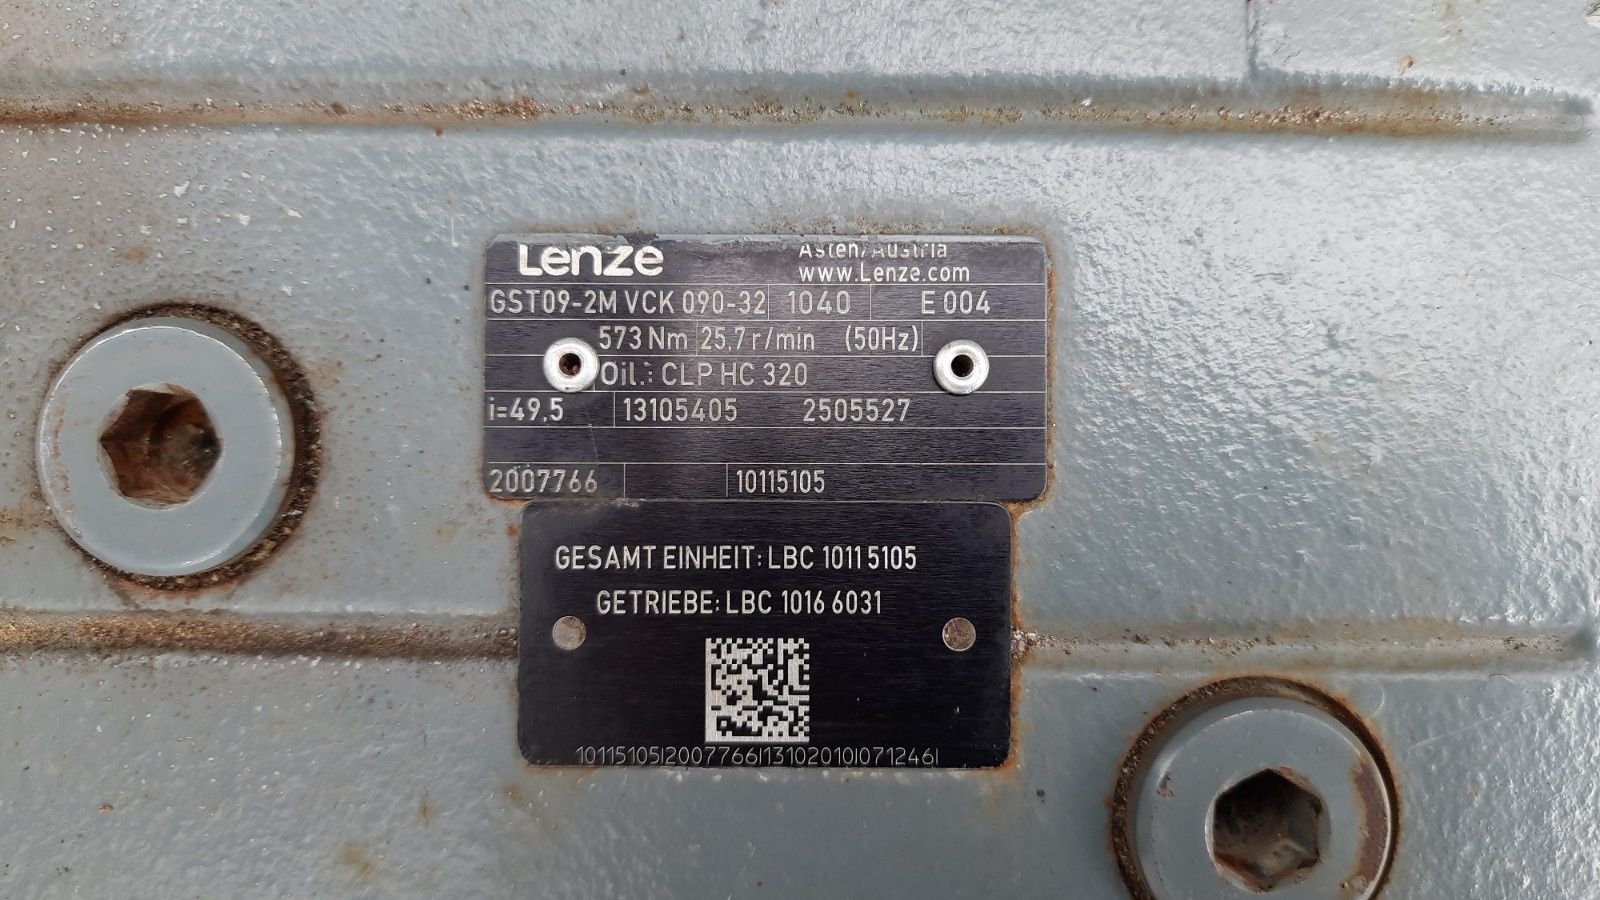 Lenze
Asten/Austria
www.Lenze.com
GST09-2M VCK 090-32 1040 E 004
573 Nm 25,7 r/min (50Hz)
Oil.: CLP HC 320
i=49,5 13105405 2505527
2007766 10115105
GESAMT EINHEIT: LBC 1011 5105
GETRIEBE: LBC 1016 6031
10115105|2007766|13102010|071246|